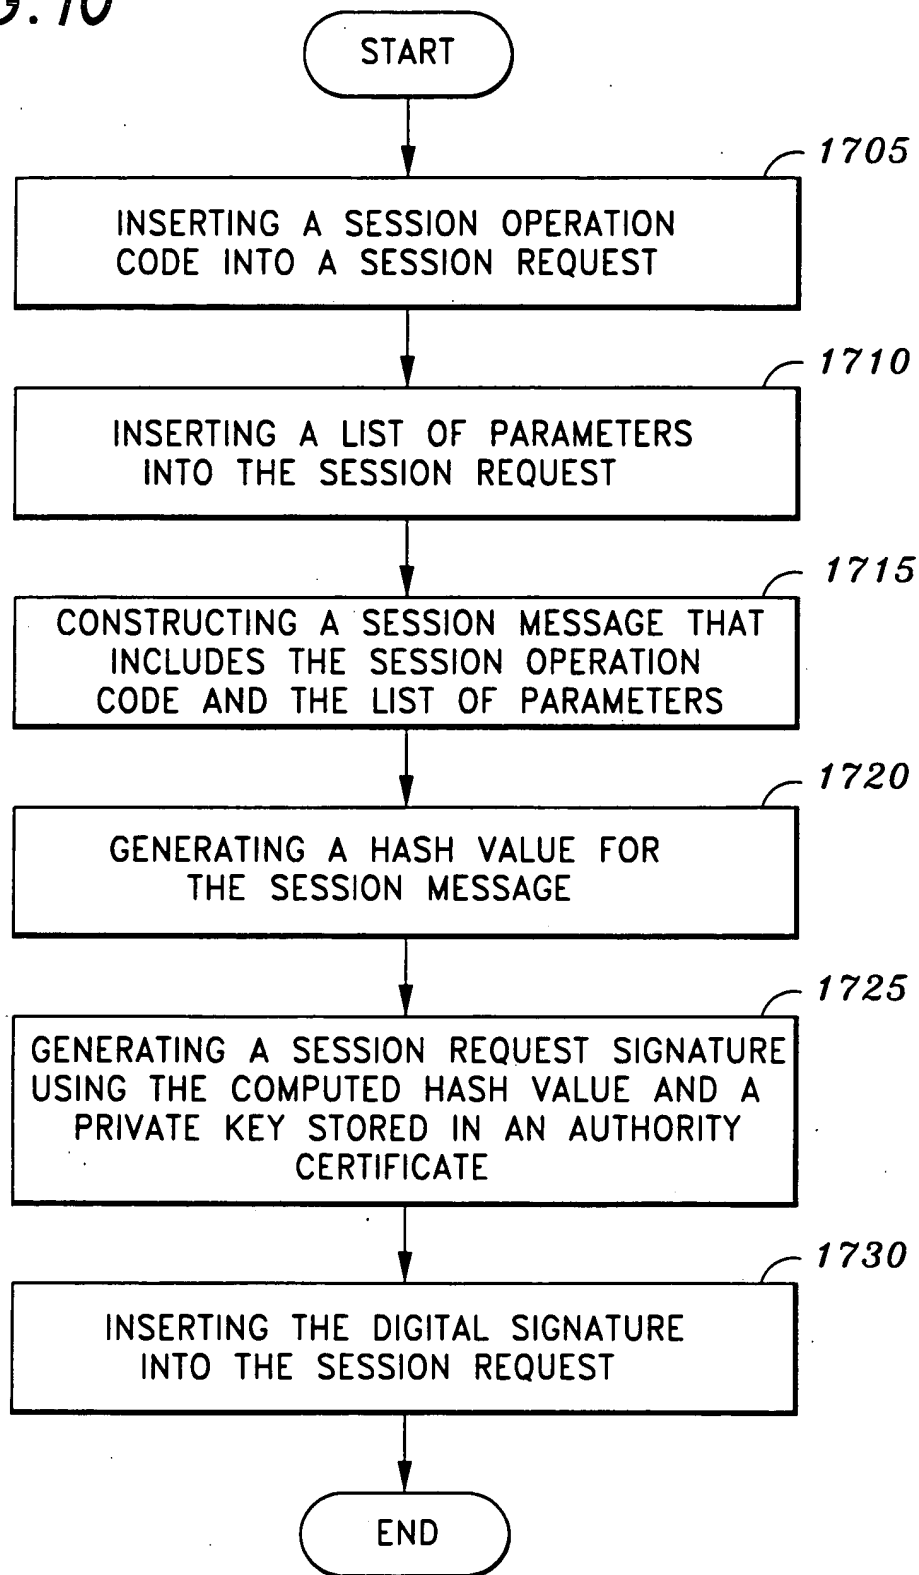 G. 10
START
1705
INSERTING A SESSION OPERATION
CODE INTO A SESSION REQUEST
1710
INSERTING A LIST OF PARAMETERS
INTO THE SESSION REQUEST
1715
CONSTRUCTING A SESSION MESSAGE THAT
INCLUDES THE SESSION OPERATION
CODE AND THE LIST OF PARAMETERS
1720
GENERATING A HASH VALUE FOR
THE SESSION MESSAGE
1725
GENERATING A SESSION REQUEST SIGNATURE
USING THE COMPUTED HASH VALUE AND A
PRIVATE KEY STORED IN AN AUTHORITY
CERTIFICATE
1730
INSERTING THE DIGITAL SIGNATURE
INTO THE SESSION REQUEST
END